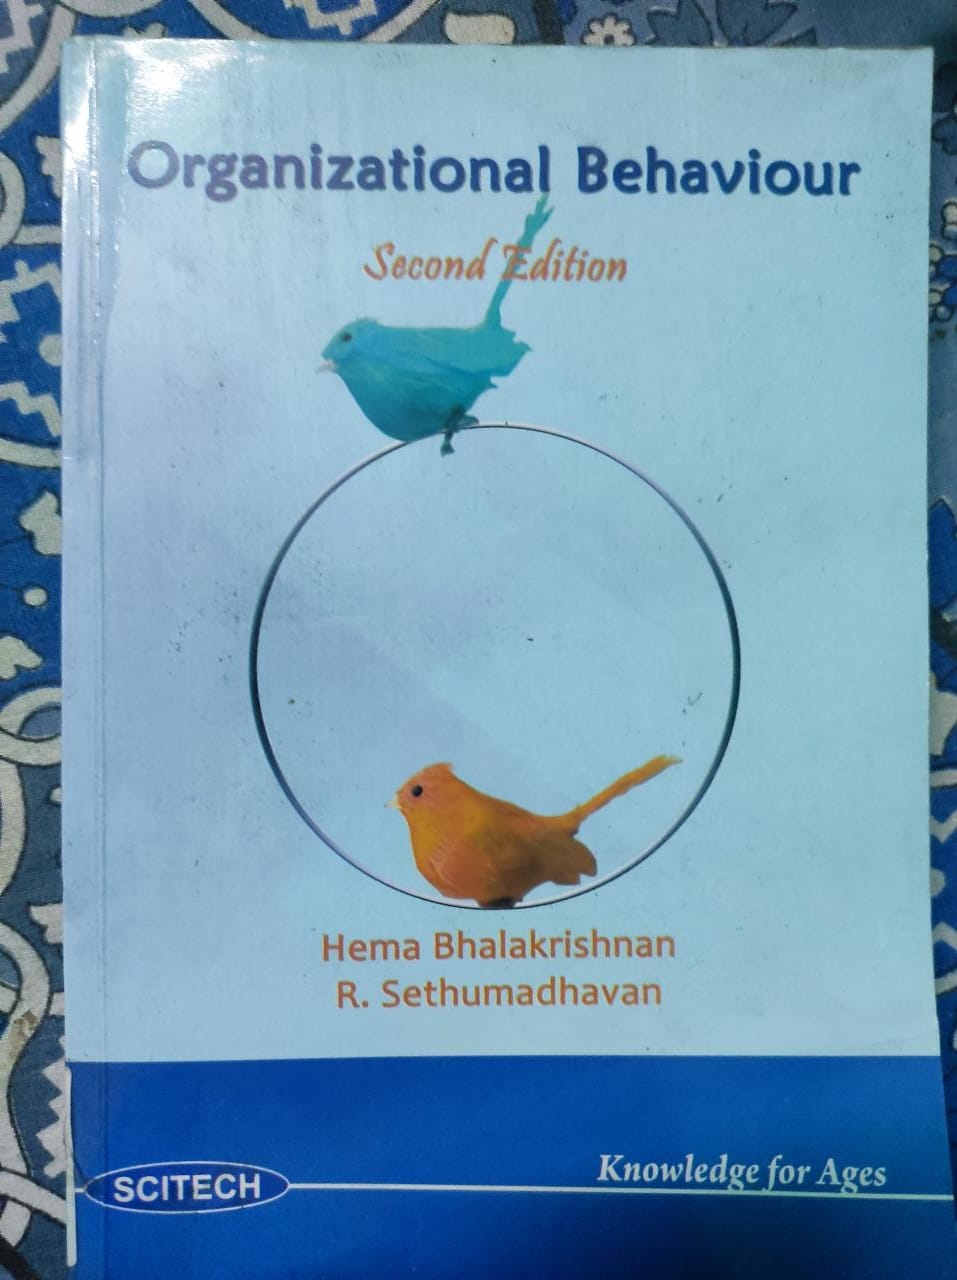 Organizational Behaviour
Second Edition
Hema Bhalakrishnan
R. Sethumadhavan
Knowledge for Ages
SCITECH